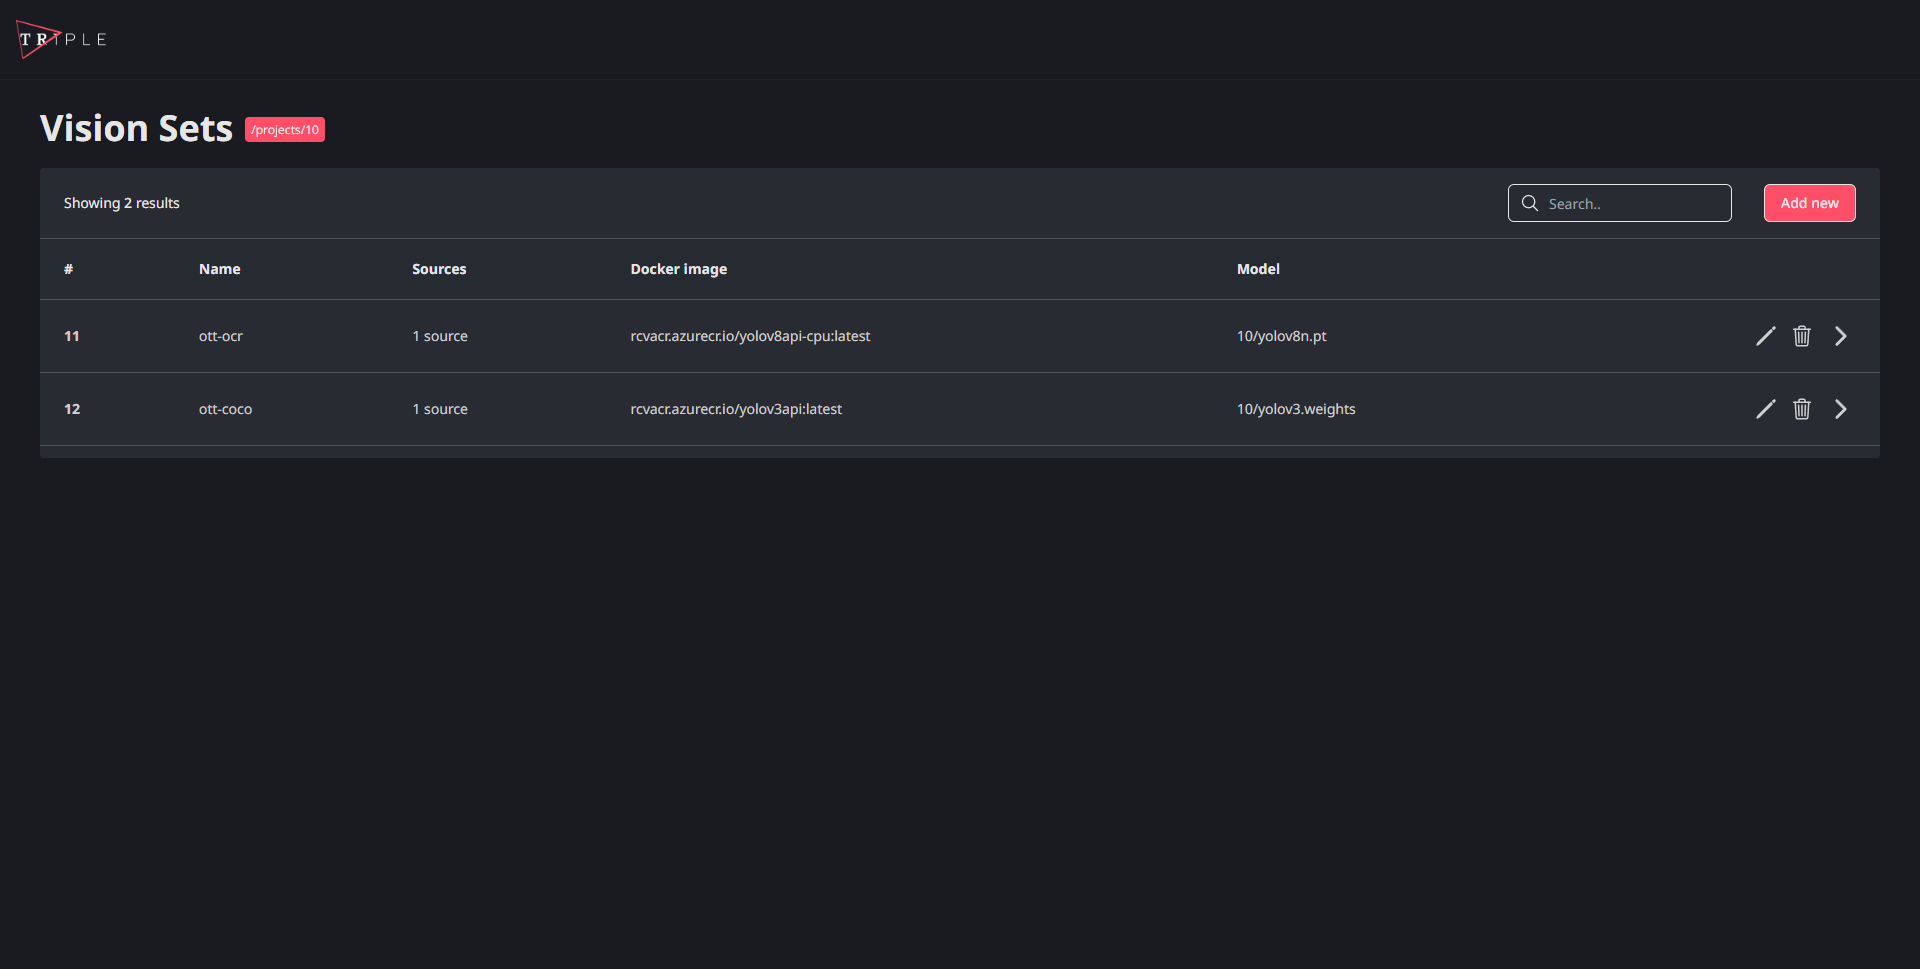 TRIPLE
Vision Sets /projects/10
Showing 2 results Search.. Add new
# Name Sources Docker image Model
11 ott-ocr 1 source rcvacr.azurecr.io/yolov8api-cpu:latest 10/yolov8n.pt
12 ott-coco 1 source rcvacr.azurecr.io/yolov3api:latest 10/yolov3.weights